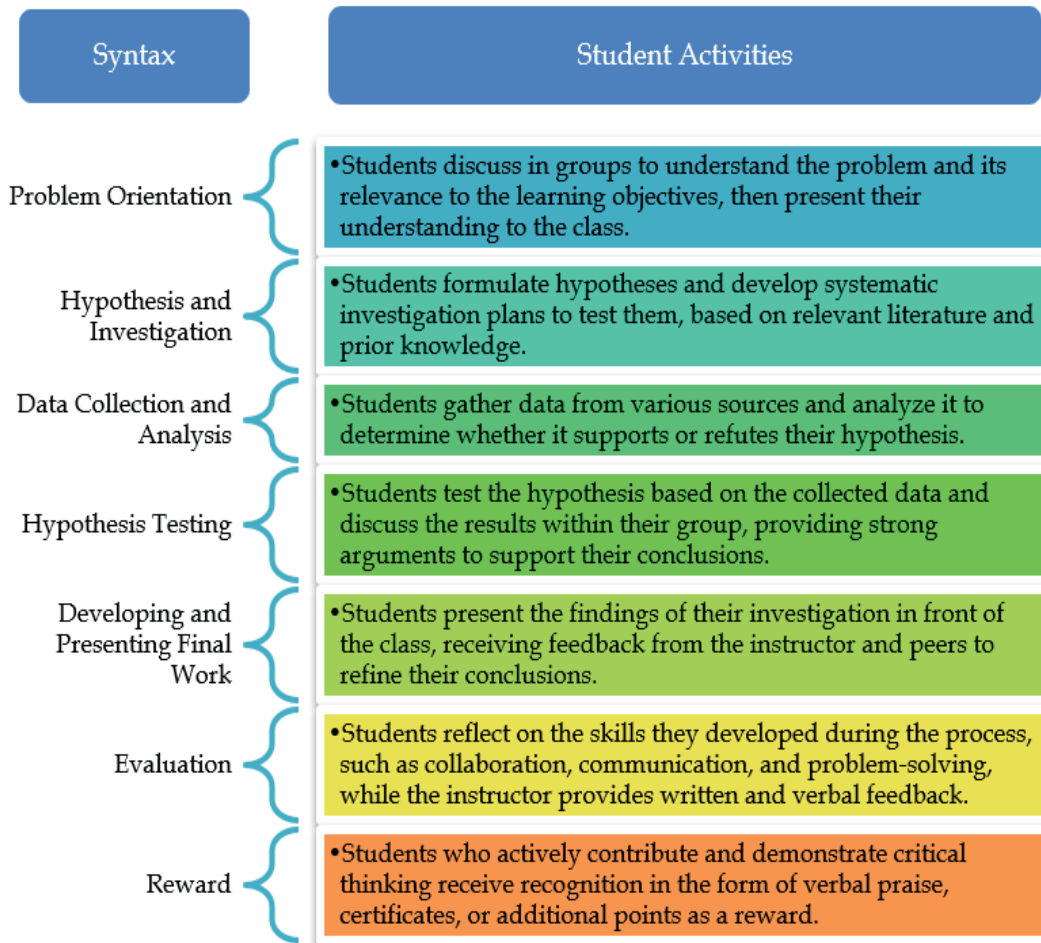 Syntax
Student Activities
Problem Orientation
•Students discuss in groups to understand the problem and its
relevance to the learning objectives, then present their
understanding to the class.
Hypothesis and
Investigation
•Students formulate hypotheses and develop systematic
investigation plans to test them, based on relevant literature and
prior knowledge.
Data Collection and
Analysis
•Students gather data from various sources and analyze it to
determine whether it supports or refutes their hypothesis.
Hypothesis Testing
•Students test the hypothesis based on the collected data and
discuss the results within their group, providing strong
arguments to support their conclusions.
Developing and
Presenting Final
Work
•Students present the findings of their investigation in front of
the class, receiving feedback from the instructor and peers to
refine their conclusions.
Evaluation
•Students reflect on the skills they developed during the process,
such as collaboration, communication, and problem-solving,
while the instructor provides written and verbal feedback.
Reward
•Students who actively contribute and demonstrate critical
thinking receive recognition in the form of verbal praise,
certificates, or additional points as a reward.